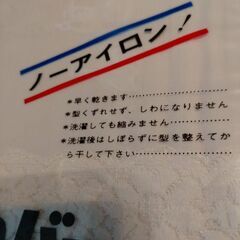 ノーアイロン！
*早く乾きます……………………
*型くずれせず、しわになりません
*洗濯しても縮みません…………
*洗濯後はしぼらずに型を整えてか
ら干して下さい…………………